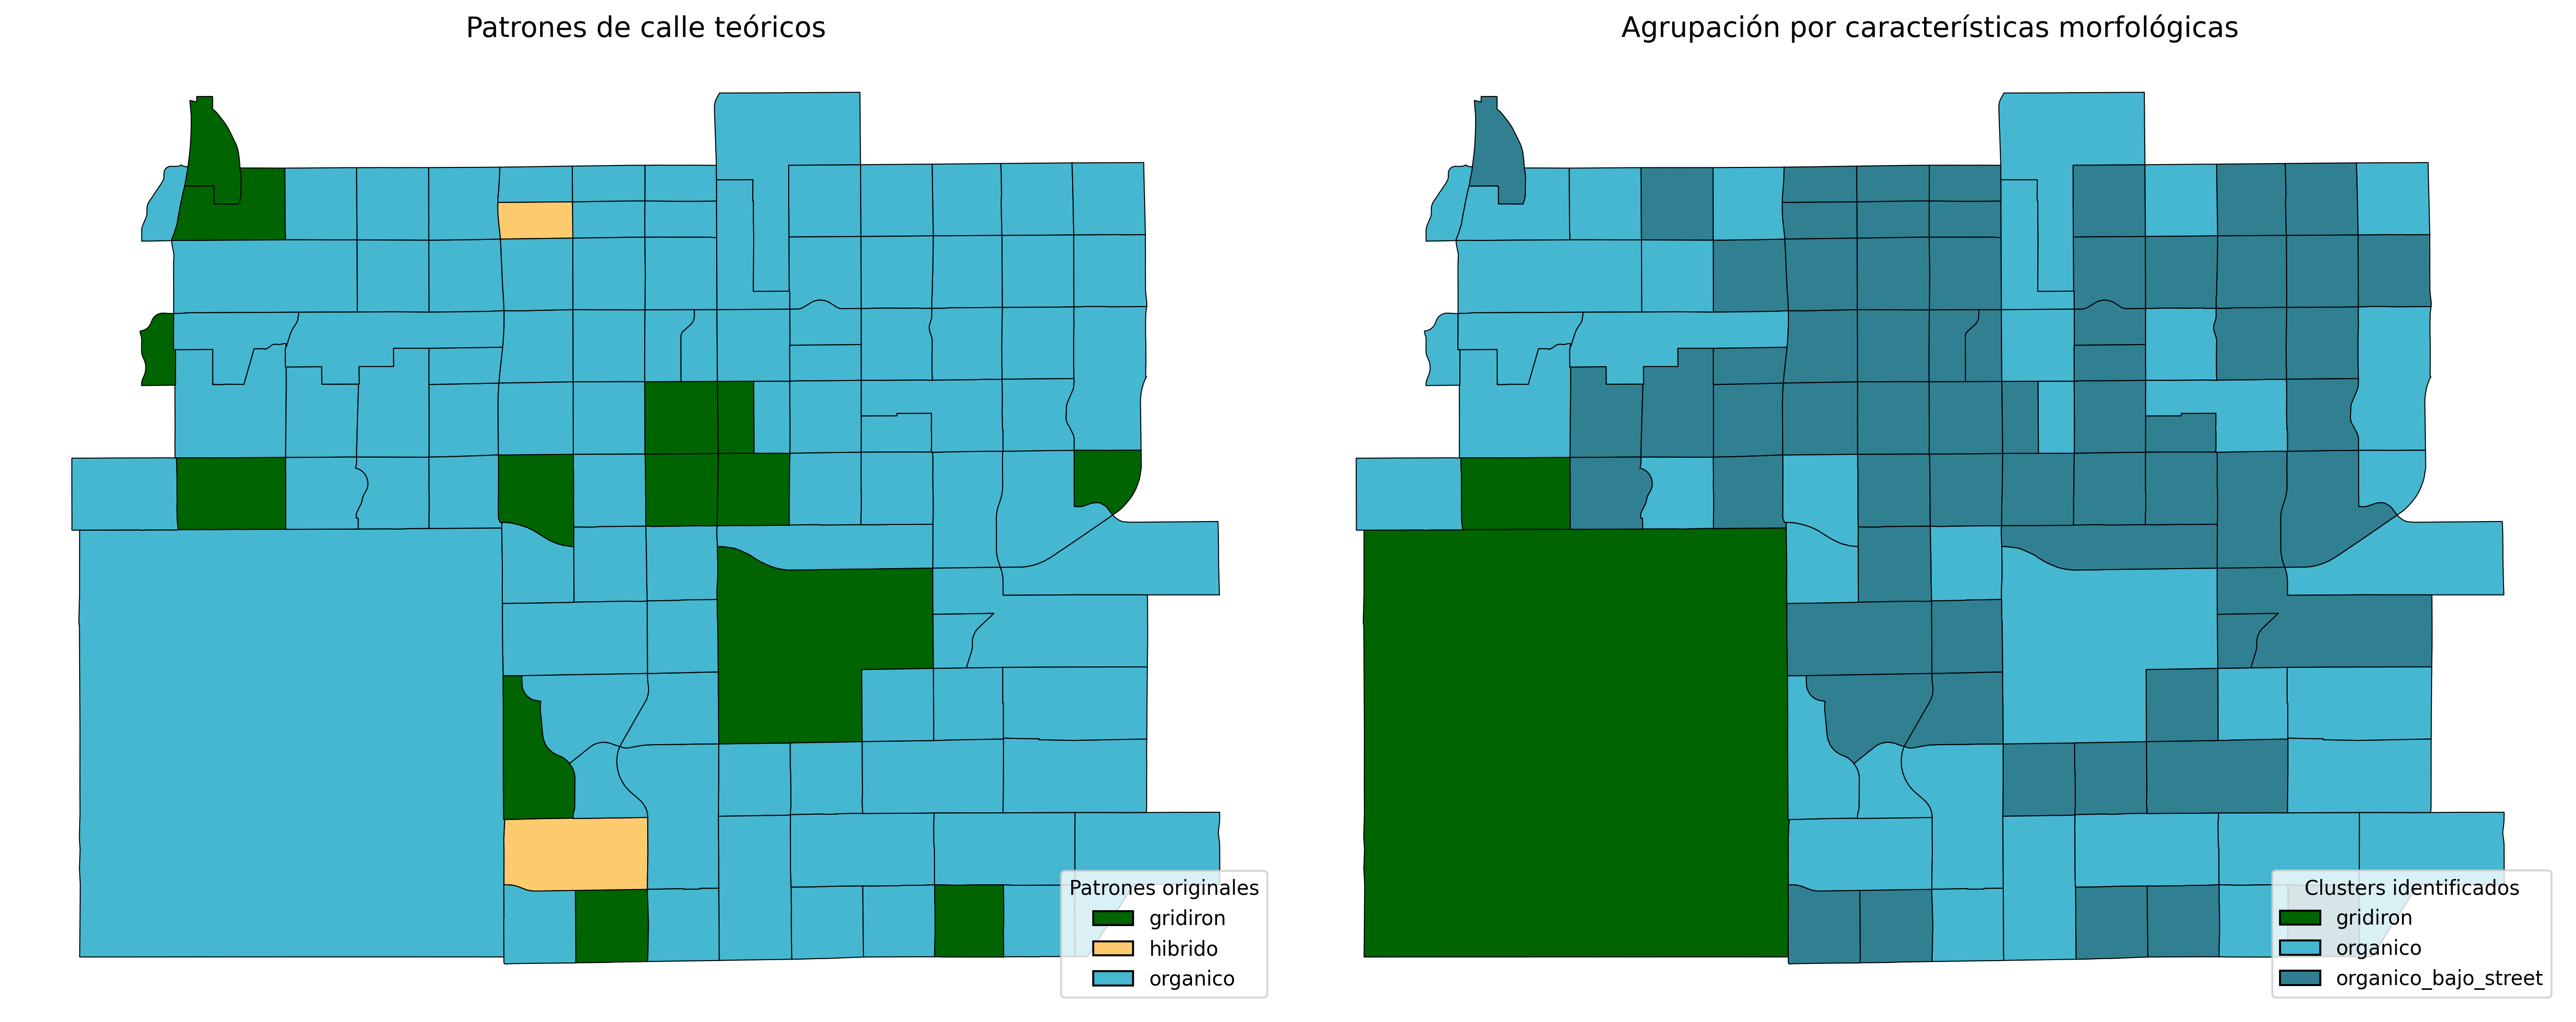 Patrones de calle teóricos
Patrones originales
gridiron
hibrido
organico
Agrupación por características morfológicas
Clusters identificados
gridiron
organico
organico_bajo_street